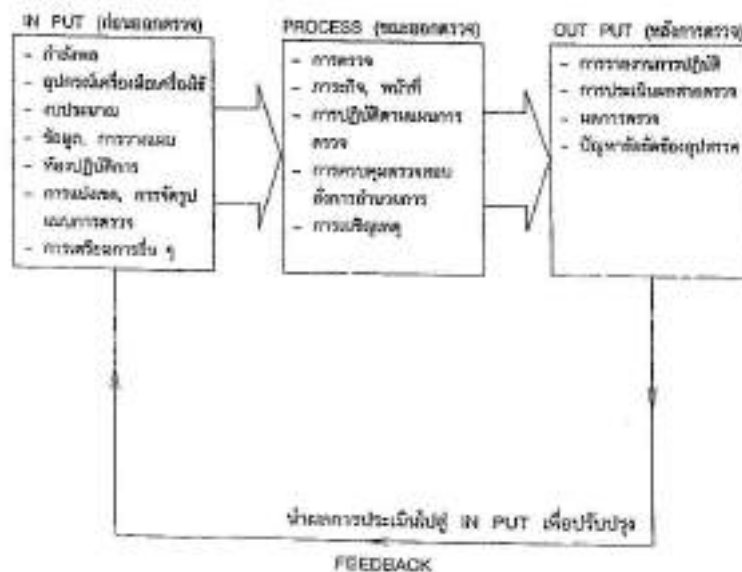 IN PUT (ก่อนออกตรวจ)
- กำลังพล
- อุปกรณ์เครื่องมือเครื่องใช้
- งบประมาณ
- ข้อมูล, การวางแผน
- ห้องปฏิบัติการ
- การแบ่งเขต, การจัดรูป
แบบการตรวจ
- การเตรียมการอื่น ๆ
PROCESS (ขณะออกตรวจ)
- การตรวจ
- ภาระกิจ, หน้าที่
- การปฏิบัติตามแผนการ
ตรวจ
- การควบคุมตรวจสอบ
สั่งการอำนวยการ
- การเผชิญเหตุ
OUT PUT (หลังการตรวจ)
- การรายงานการปฏิบัติ
- การประเมินผลสายตรวจ
- ผลการตรวจ
- ปัญหาข้อขัดข้องอุปสรรค
นำผลการประเมินไปสู่ IN PUT เพื่อปรับปรุง
FEEDBACK